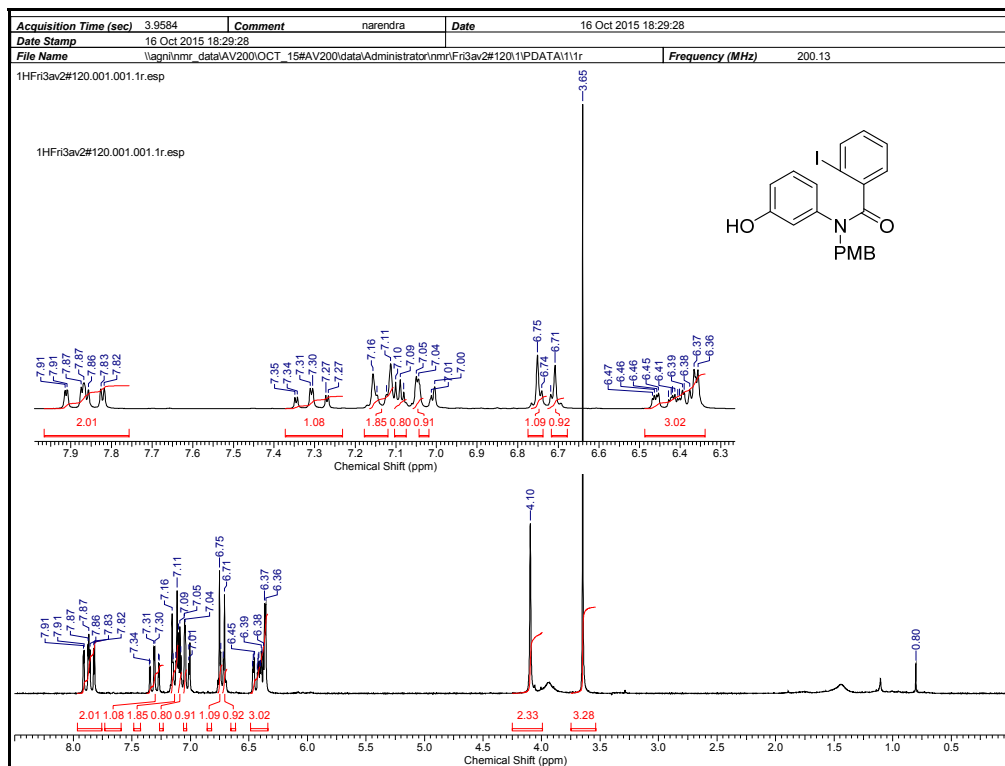 Acquisition Time (sec) 3.9584 Comment narendra Date 16 Oct 2015 18:29:28
Date Stamp 16 Oct 2015 18:29:28
File Name \\agni\nmr_data\AV200\OCT_15#AV200\data\Administrator\nmr\Fri3av2#120\1\PDATA\1\1r Frequency (MHz) 200.13
1HFri3av2#120.001.001.1r.esp
1HFri3av2#120.001.001.1r.esp
3.65
I
HO
N
O
PMB
7.91 7.91 7.87 7.87 7.86 7.83 7.82 7.35 7.34 7.31 7.30 7.27 7.27 7.16 7.11 7.10 7.09 7.05 7.04 7.01 7.00 6.75 6.74 6.71 6.47 6.46 6.46 6.45 6.41 6.39 6.38 6.37 6.36
2.01 1.08 1.85 0.80 0.91 1.09 0.92 3.02
7.9 7.8 7.7 7.6 7.5 7.4 7.3 7.2 7.1 7.0 6.9 6.8 6.7 6.6 6.5 6.4 6.3
Chemical Shift (ppm)
7.91 7.91 7.87 7.87 7.86 7.83 7.82 7.34 7.31 7.30 7.16 7.11 7.09 7.05 7.04 7.01 6.75 6.71 6.45 6.39 6.38 6.37 6.36 4.10 0.80
2.01 1.08 1.85 0.80 0.91 1.09 0.92 3.02 2.33 3.28
8.0 7.5 7.0 6.5 6.0 5.5 5.0 4.5 4.0 3.5 3.0 2.5 2.0 1.5 1.0 0.5
Chemical Shift (ppm)